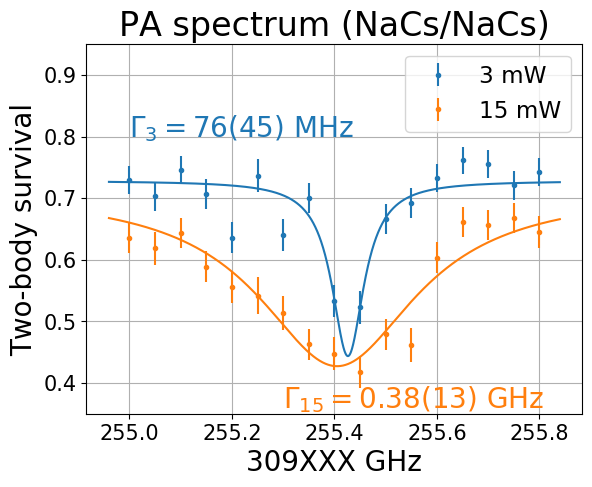 PA spectrum (NaCs/NaCs)
3 mW
15 mW
Γ₃ = 76(45) MHz
Γ₁₅ = 0.38(13) GHz
Two-body survival
0.9
0.8
0.7
0.6
0.5
0.4
255.0 255.2 255.4 255.6 255.8
309XXX GHz